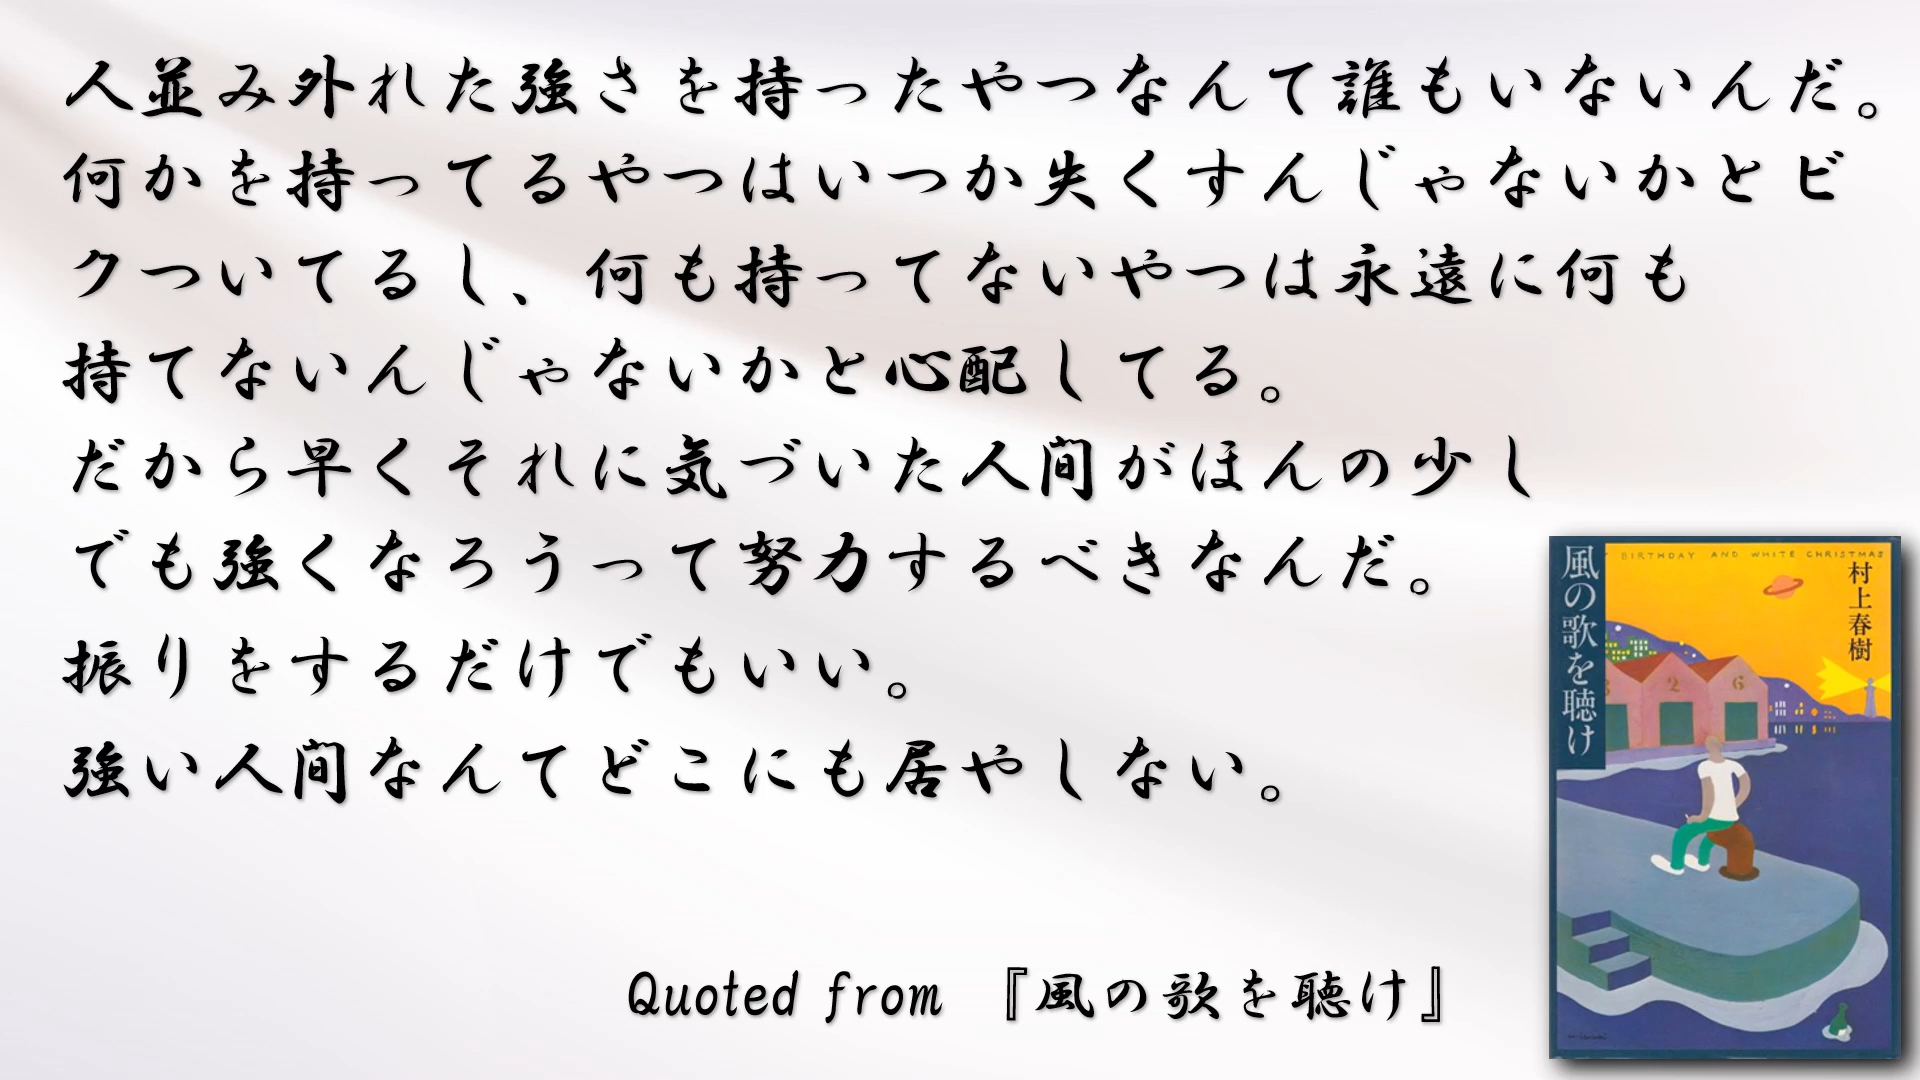 人並み外れた強さを持ったやつなんて誰もいないんだ。
何かを持ってるやつはいつか失くすんじゃないかとビ
クついてるし、何も持ってないやつは永遠に何も
持てないんじゃないかと心配してる。
だから早くそれに気づいた人間がほんの少し
でも強くなろうって努力するべきなんだ。
振りをするだけでもいい。
強い人間なんてどこにも居やしない。
Quoted from 『風の歌を聴け』
風の歌を聴け
BIRTHDAY AND WHITE CHRISTMAS
村上春樹
2 6